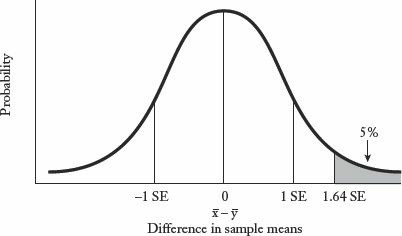 Probability
5%
–1 SE 0 1 SE 1.64 SE
x̄ – ȳ
Difference in sample means